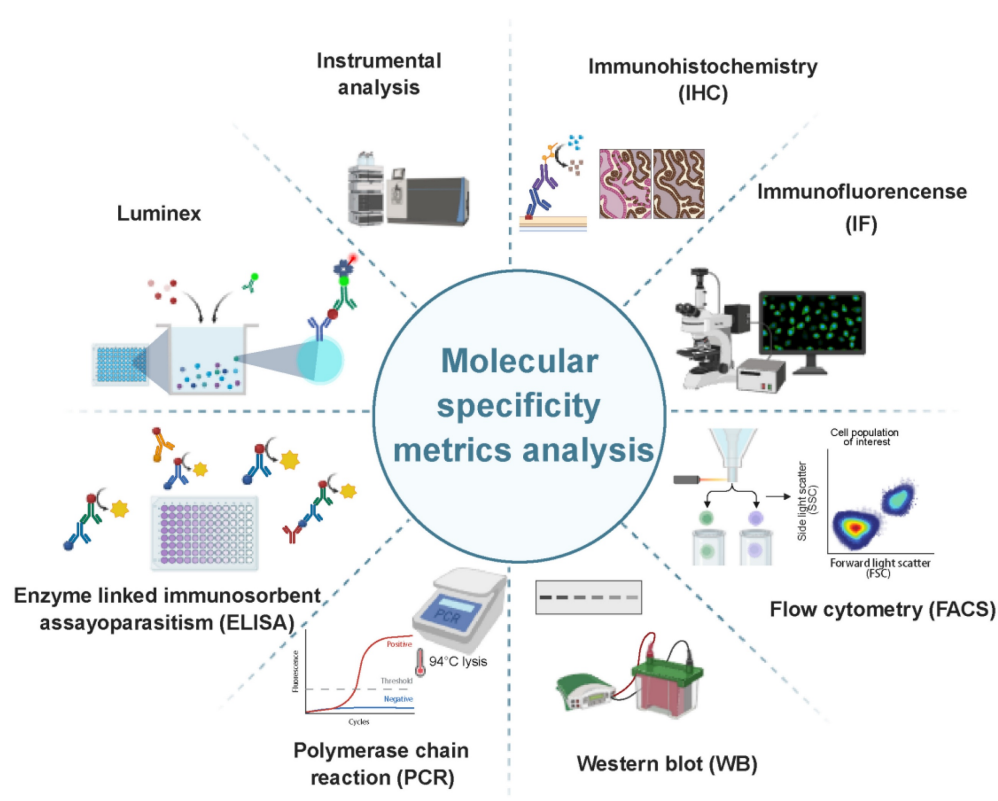 Instrumental
analysis
Immunohistochemistry
(IHC)
Immunofluorencense
(IF)
Luminex
Molecular
specificity
metrics analysis
Cell population
of interest
Side light scatter
(SSC)
Forward light scatter
(FSC)
Flow cytometry (FACS)
Enzyme linked immunosorbent
assayoparasitism (ELISA)
PCR
94°C lysis
Fluorescence
Positive
Threshold
Negative
Cycles
Polymerase chain
reaction (PCR)
Western blot (WB)